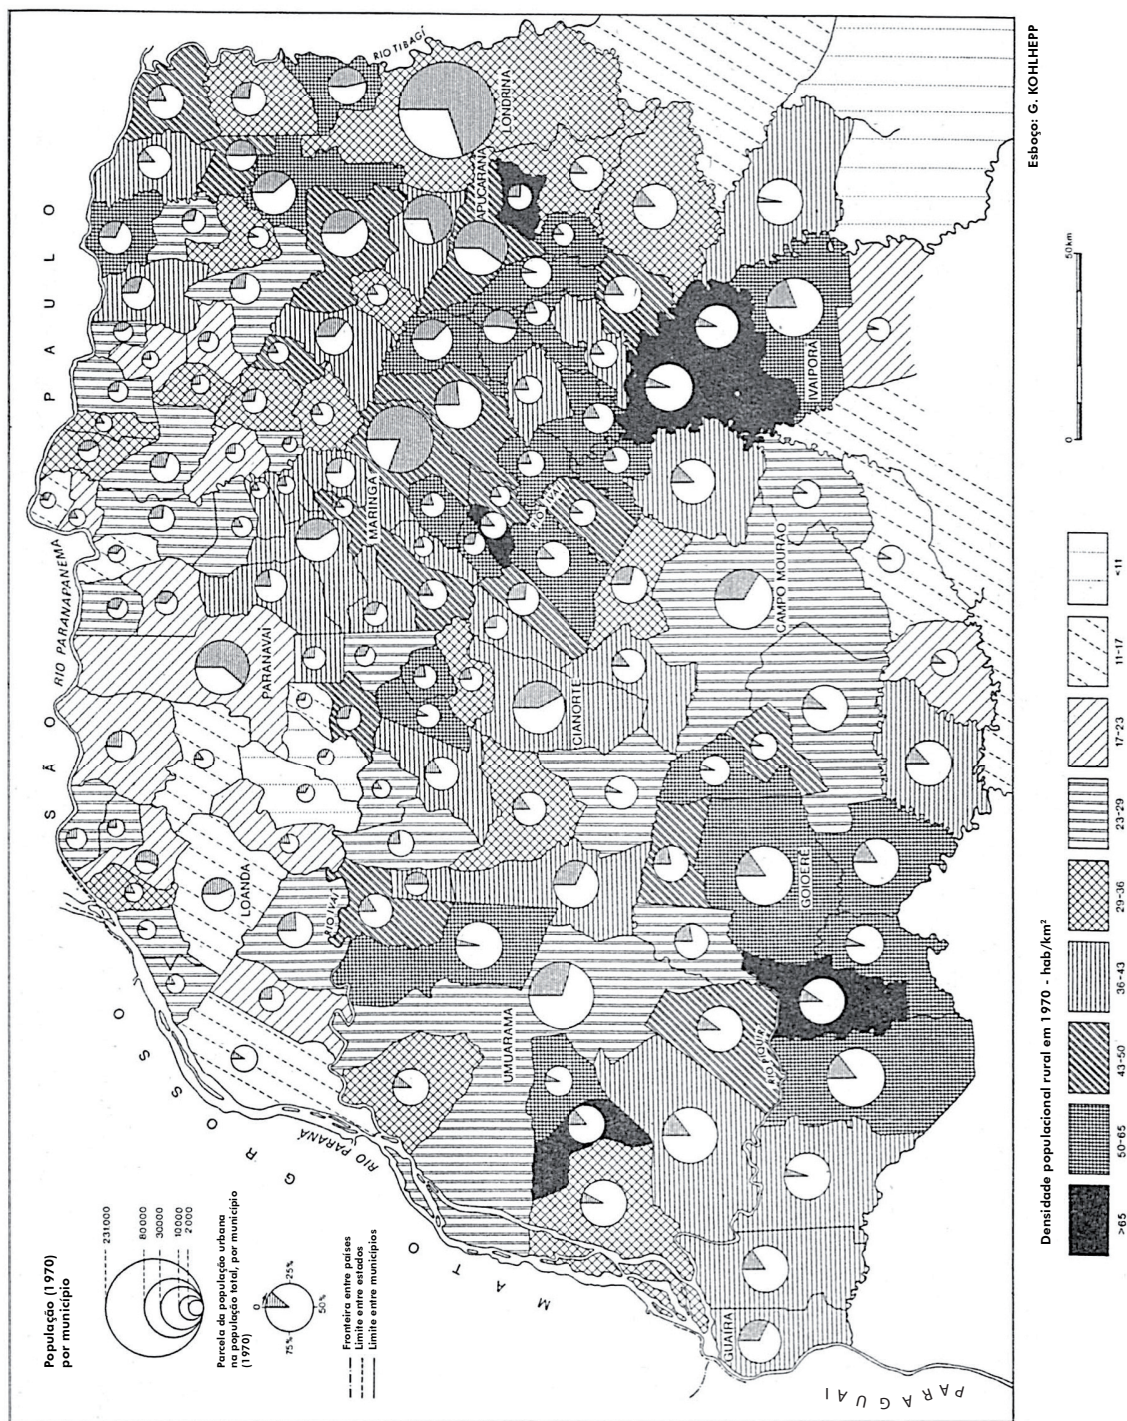 População (1970)
por município
231000
80000
30000
10000
2000
Parcela da população urbana
na população total, por município
(1970)
0
25%
50%
75%
Fronteira entre países
Limite entre estados
Limite entre municípios
SÃO PAULO
MATO GROSSO
PARAGUAI
RIO PARANAPANEMA
RIO PARANÁ
RIO TIBAGI
RIO IVAÍ
RIO IVAÍ
RIO PIQUIRI
LONDRINA
APUCARANA
MARINGÁ
PARANAVAÍ
LOANDA
CIANORTE
UMUARAMA
CAMPO MOURÃO
GOIOERÊ
IVAIPORÃ
GUAIRA
Esboço: G. KOHLHEPP
0 50km
Densidade populacional rural em 1970 - hab/km²
>65
50-65
43-50
36-43
29-36
23-29
17-23
11-17
<11